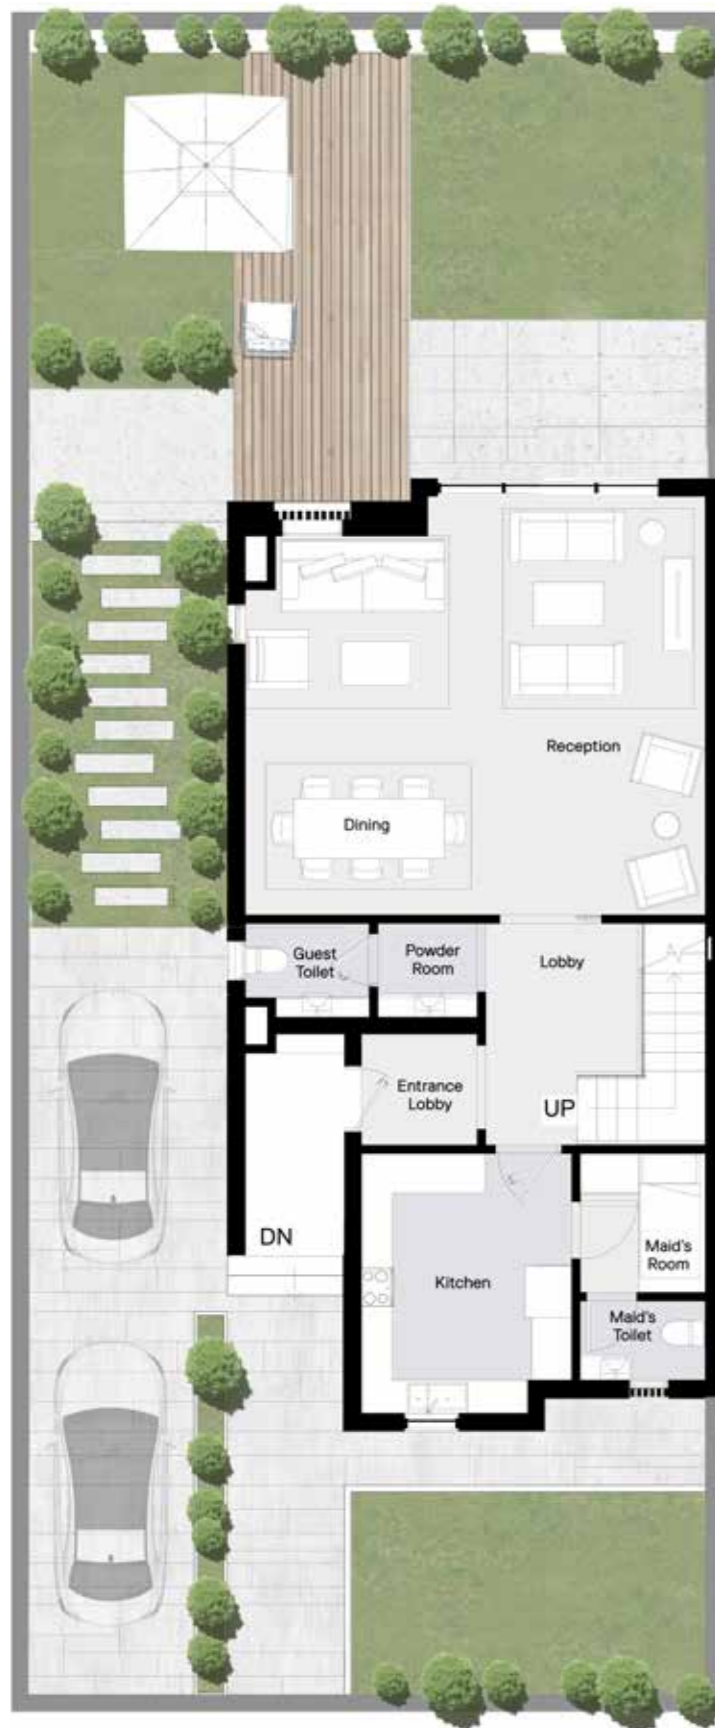 Reception
Dining
Guest
Toilet
Powder
Room
Lobby
Entrance
Lobby
UP
DN
Kitchen
Maid's
Room
Maid's
Toilet